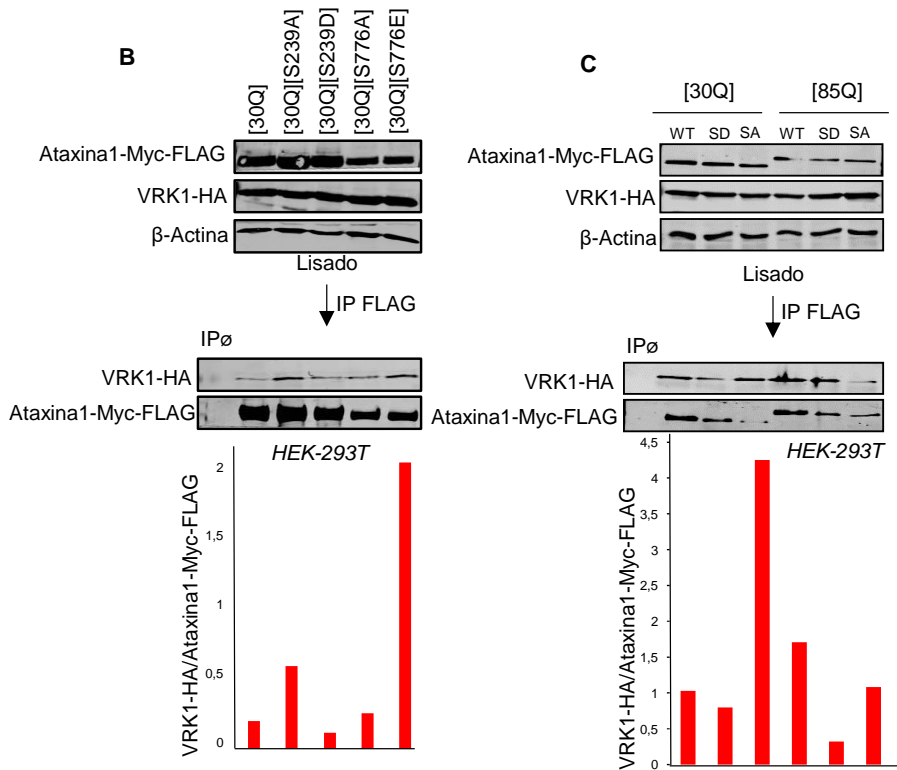 B
[30Q]
[30Q][S239A]
[30Q][S239D]
[30Q][S776A]
[30Q][S776E]
Ataxina1-Myc-FLAG
VRK1-HA
β-Actina
Lisado
IP FLAG
IPø
VRK1-HA
Ataxina1-Myc-FLAG
HEK-293T
VRK1-HA/Ataxina1-Myc-FLAG
2
1,5
1
0,5
0
C
[30Q] [85Q]
WT SD SA WT SD SA
Ataxina1-Myc-FLAG
VRK1-HA
β-Actina
Lisado
IP FLAG
IPø
VRK1-HA
Ataxina1-Myc-FLAG
HEK-293T
VRK1-HA/Ataxina1-Myc-FLAG
4,5
4
3,5
3
2,5
2
1,5
1
0,5
0